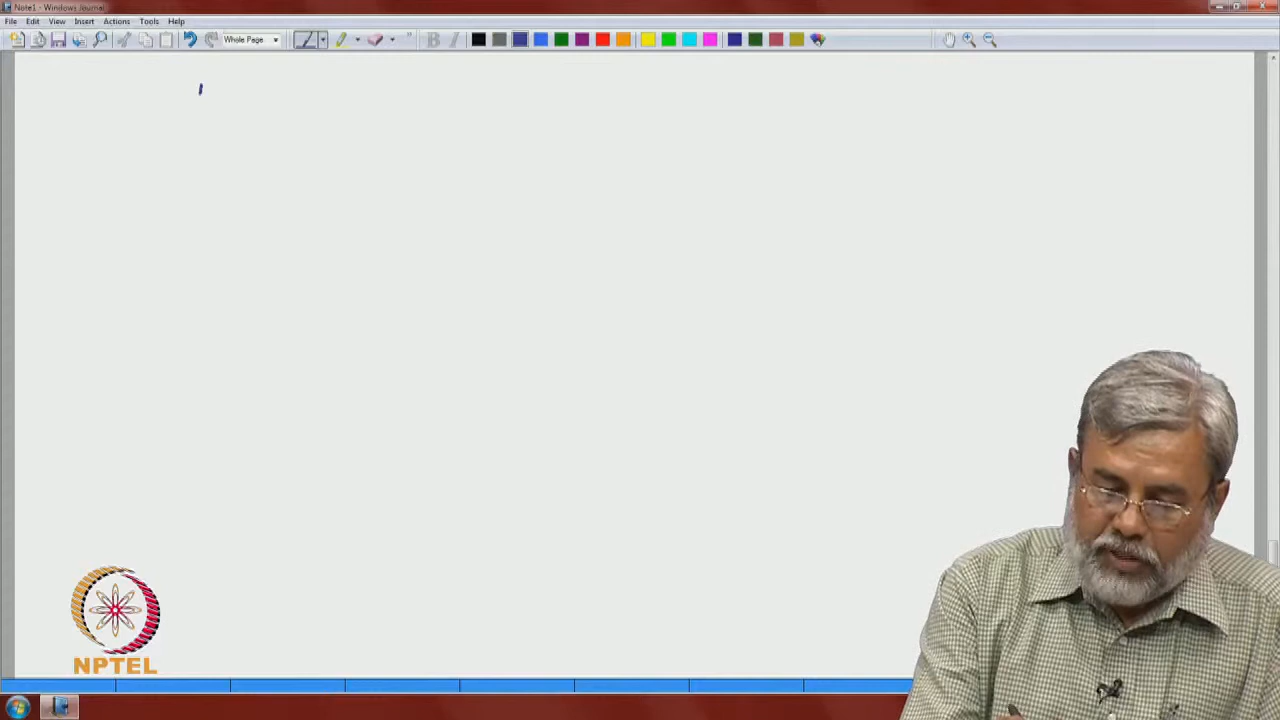 Note1 - Windows Journal
File Edit View Insert Actions Tools Help
Whole Page
B I
NPTEL